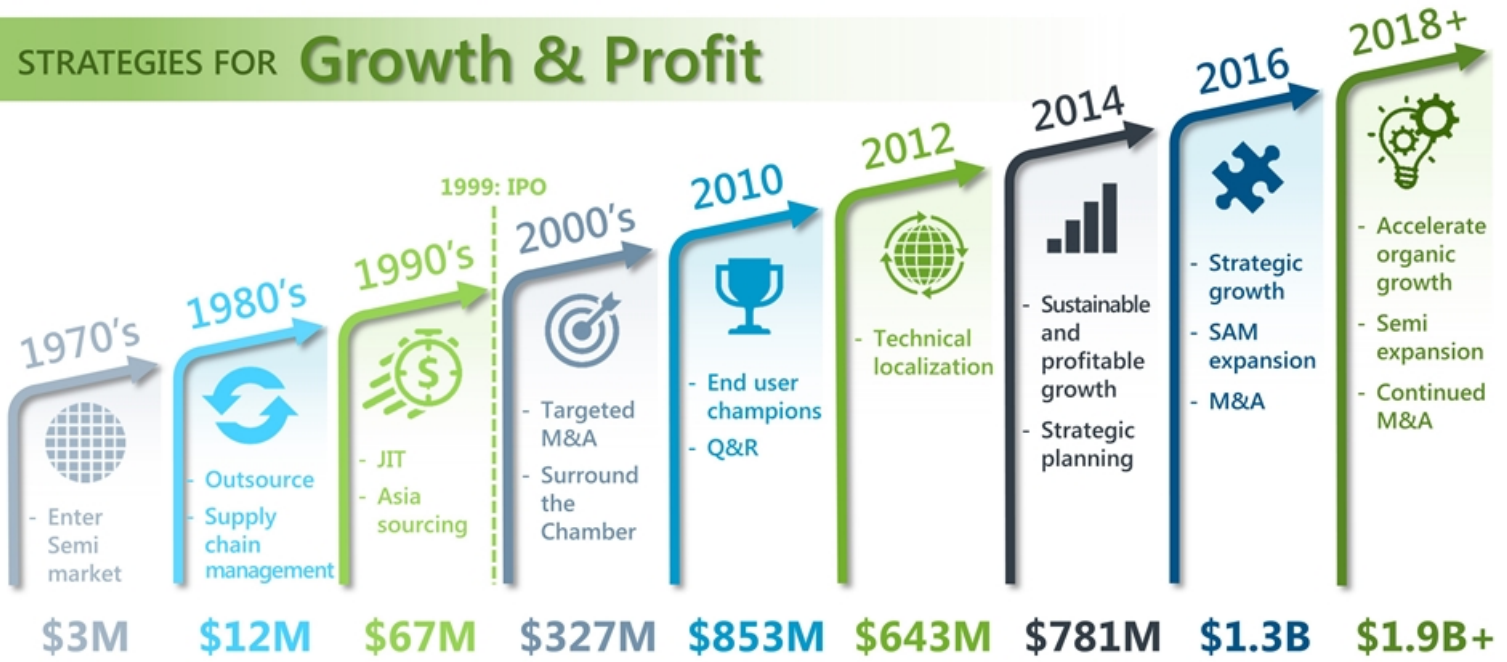 STRATEGIES FOR Growth & Profit
1970's
- Enter
Semi
market
$3M
1980's
- Outsource
- Supply
chain
management
$12M
1990's
- JIT
- Asia
sourcing
$67M
1999: IPO
2000's
- Targeted
M&A
- Surround
the
Chamber
$327M
2010
- End user
champions
- Q&R
$853M
2012
- Technical
localization
$643M
2014
- Sustainable
and
profitable
growth
- Strategic
planning
$781M
2016
- Strategic
growth
- SAM
expansion
- M&A
$1.3B
2018+
- Accelerate
organic
growth
- Semi
expansion
- Continued
M&A
$1.9B+